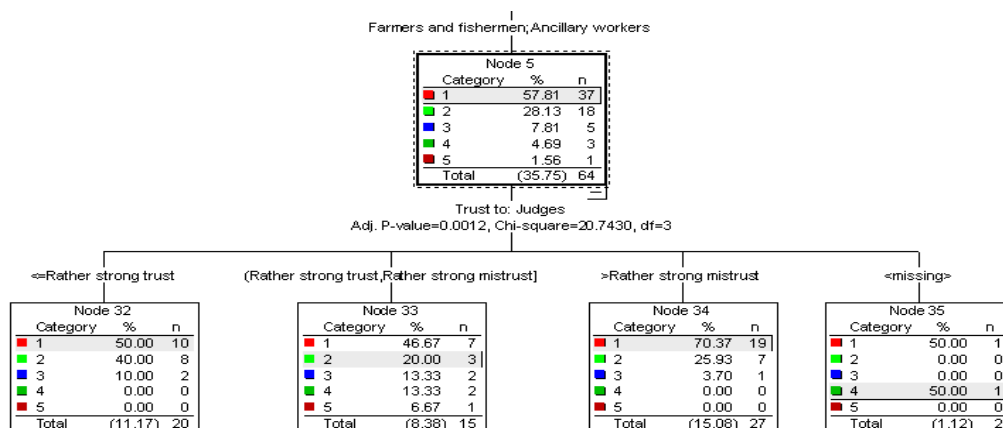 Farmers and fishermen;Ancillary workers
Node 5
Category % n
1 57.81 37
2 28.13 18
3 7.81 5
4 4.69 3
5 1.56 1
Total (35.75) 64
Trust to: Judges
Adj. P-value=0.0012, Chi-square=20.7430, df=3
<=Rather strong trust
(Rather strong trust,Rather strong mistrust]
>Rather strong mistrust
<missing>
Node 32
Category % n
1 50.00 10
2 40.00 8
3 10.00 2
4 0.00 0
5 0.00 0
Total (11.17) 20
Node 33
Category % n
1 46.67 7
2 20.00 3
3 13.33 2
4 13.33 2
5 6.67 1
Total (8.38) 15
Node 34
Category % n
1 70.37 19
2 25.93 7
3 3.70 1
4 0.00 0
5 0.00 0
Total (15.08) 27
Node 35
Category % n
1 50.00 1
2 0.00 0
3 0.00 0
4 50.00 1
5 0.00 0
Total (1.12) 2